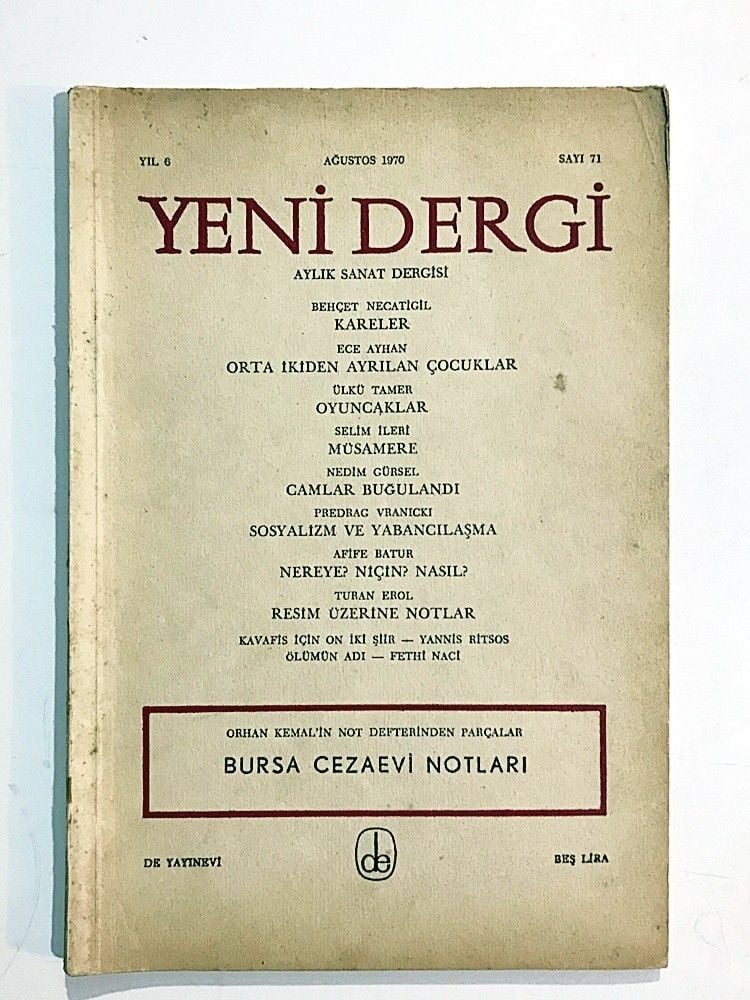 YIL 6 AĞUSTOS 1970 SAYI 71
YENİ DERGİ
AYLIK SANAT DERGİSİ
BEHÇET NECATİGİL
KARELER
ECE AYHAN
ORTA İKİDEN AYRILAN ÇOCUKLAR
ÜLKÜ TAMER
OYUNCAKLAR
SELİM İLERİ
MÜSAMERE
NEDİM GÜRSEL
CAMLAR BUĞULANDI
PREDRAG VRANICKI
SOSYALİZM VE YABANCILAŞMA
AFİFE BATUR
NEREYE? NİÇİN? NASIL?
TURAN EROL
RESİM ÜZERİNE NOTLAR
KAVAFİS İÇİN ON İKİ ŞİİR — YANNİS RİTSOS
ÖLÜMÜN ADI — FETHİ NACİ
ORHAN KEMAL'İN NOT DEFTERİNDEN PARÇALAR
BURSA CEZAEVİ NOTLARI
DE YAYINEVİ de BEŞ LİRA